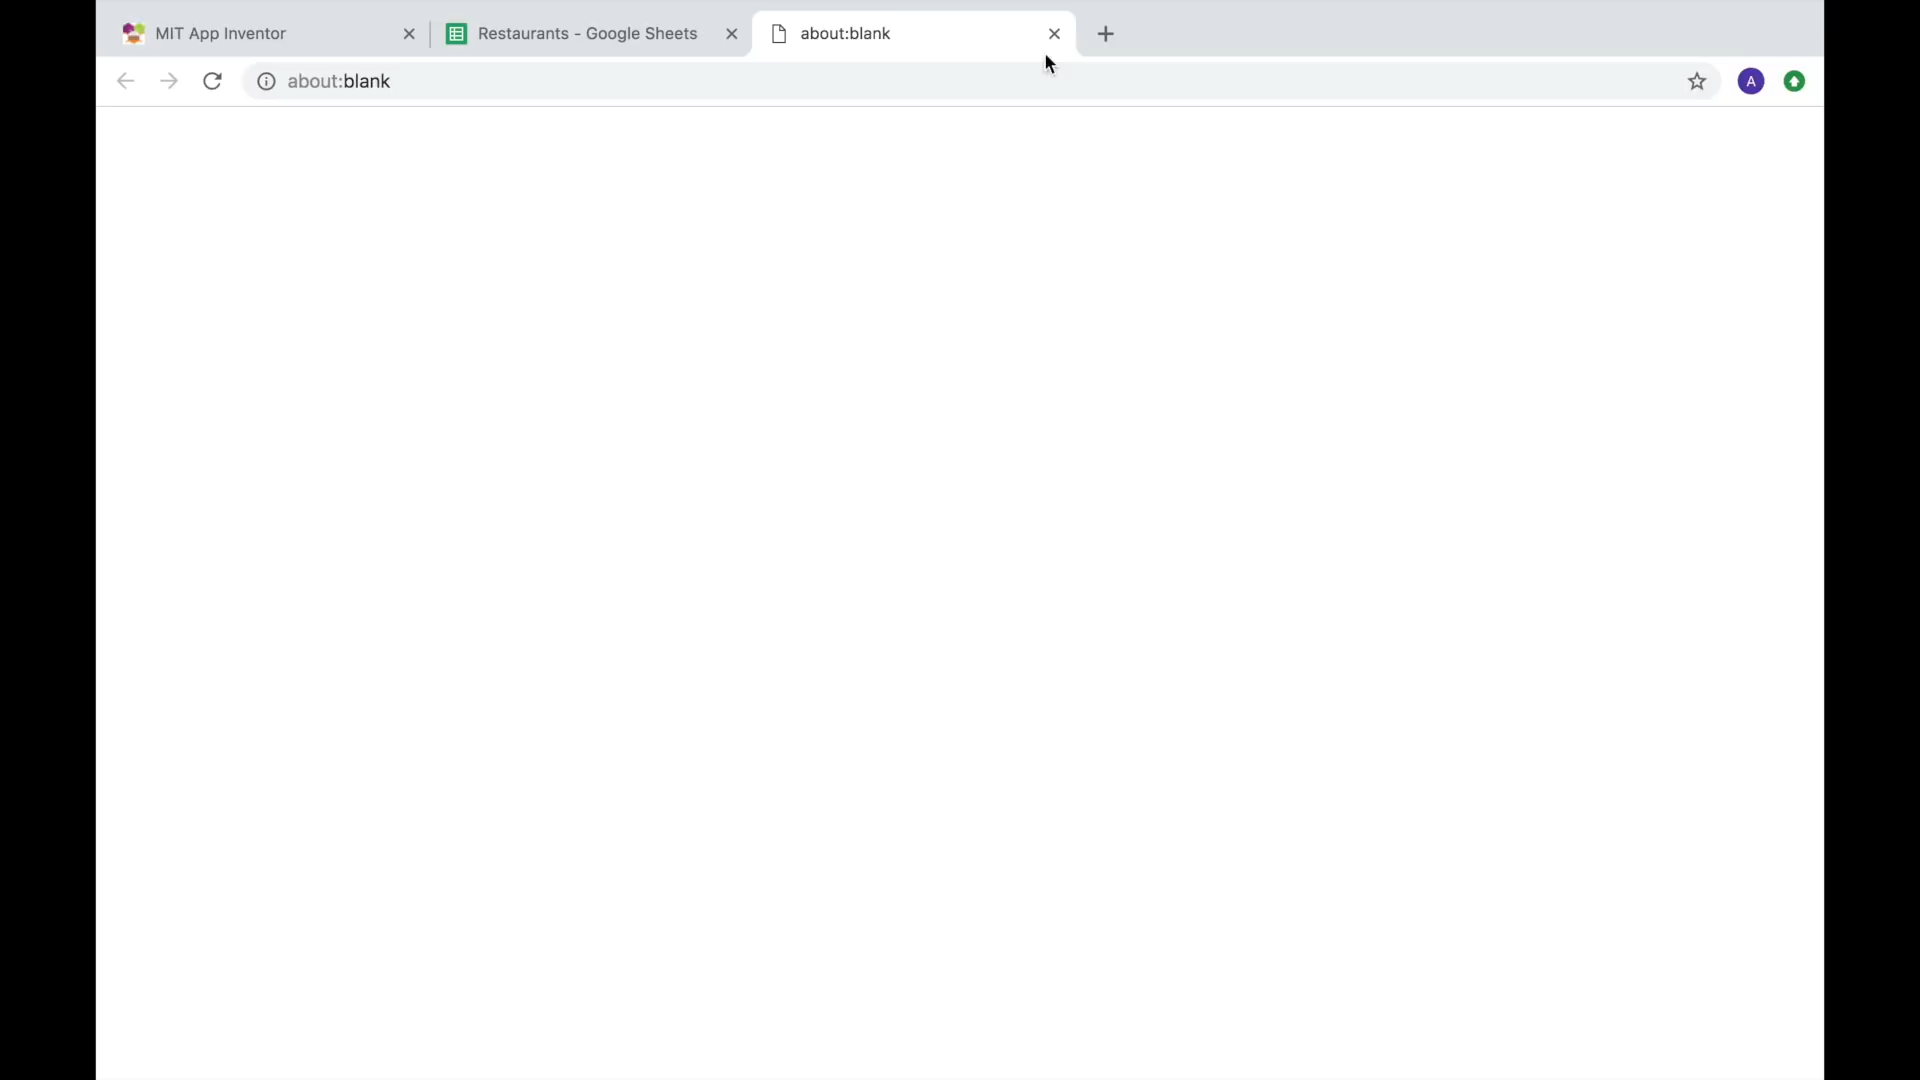 MIT App Inventor
Restaurants - Google Sheets
about:blank
about:blank
A